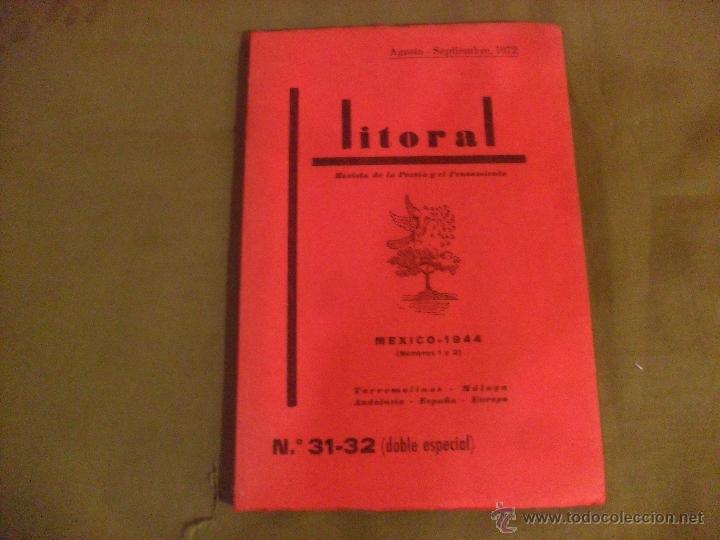 Agosto - Septiembre, 1972
litoral
Revista de la Poesía y el Pensamiento
MEXICO-1944
(Números 1 y 2)
Torremolinos - Málaga
Andalucía - España - Europa
N.º 31-32 (doble especial)
© www.todocoleccion.net